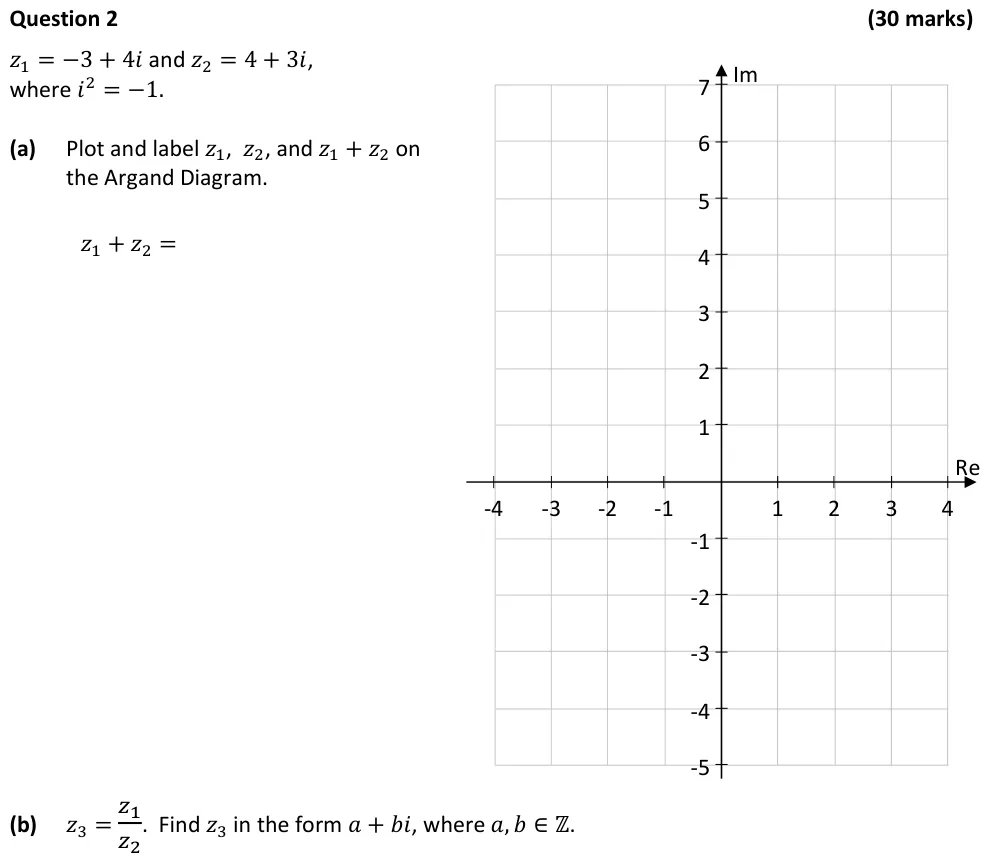 Question 2 (30 marks)
z₁ = −3 + 4i and z₂ = 4 + 3i,
where i² = −1.
(a) Plot and label z₁, z₂, and z₁ + z₂ on
the Argand Diagram.
z₁ + z₂ =
Im
7
6
5
4
3
2
1
Re
-4 -3 -2 -1 1 2 3 4
-1
-2
-3
-4
-5
(b) z₃ = z₁/z₂. Find z₃ in the form a + bi, where a, b ∈ ℤ.